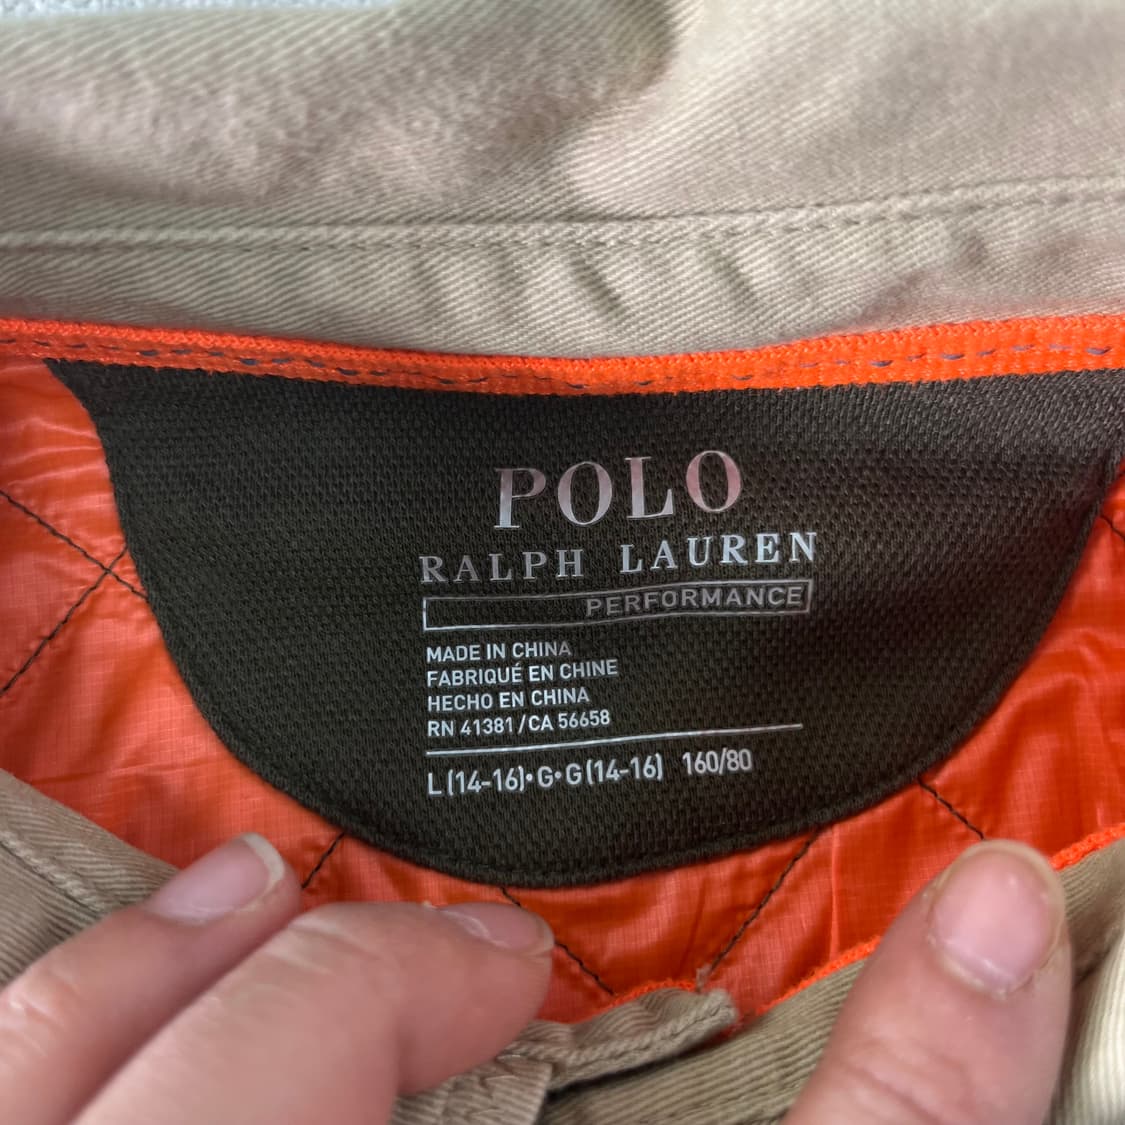 POLO
RALPH LAUREN
PERFORMANCE
MADE IN CHINA
FABRIQUÉ EN CHINE
HECHO EN CHINA
RN 41381/CA 56658
L(14-16)•G•G(14-16) 160/80